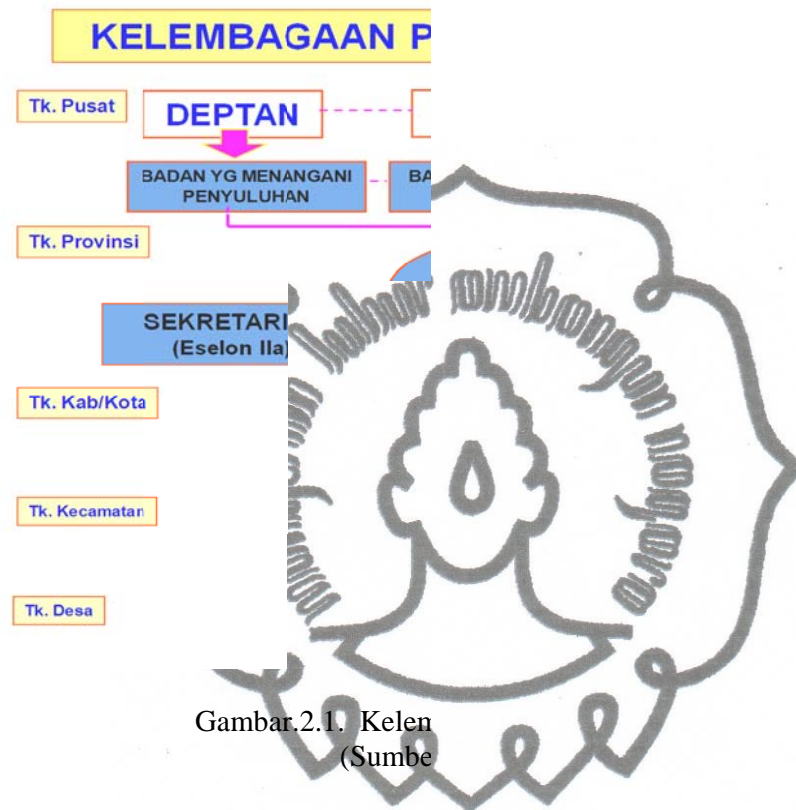 KELEMBAGAAN P
Tk. Pusat
DEPTAN
BADAN YG MENANGANI
PENYULUHAN
BA
Tk. Provinsi
SEKRETARI
(Eselon IIa)
Tk. Kab/Kota
Tk. Kecamatan
Tk. Desa
Gambar.2.1. Kelem
(Sumbe